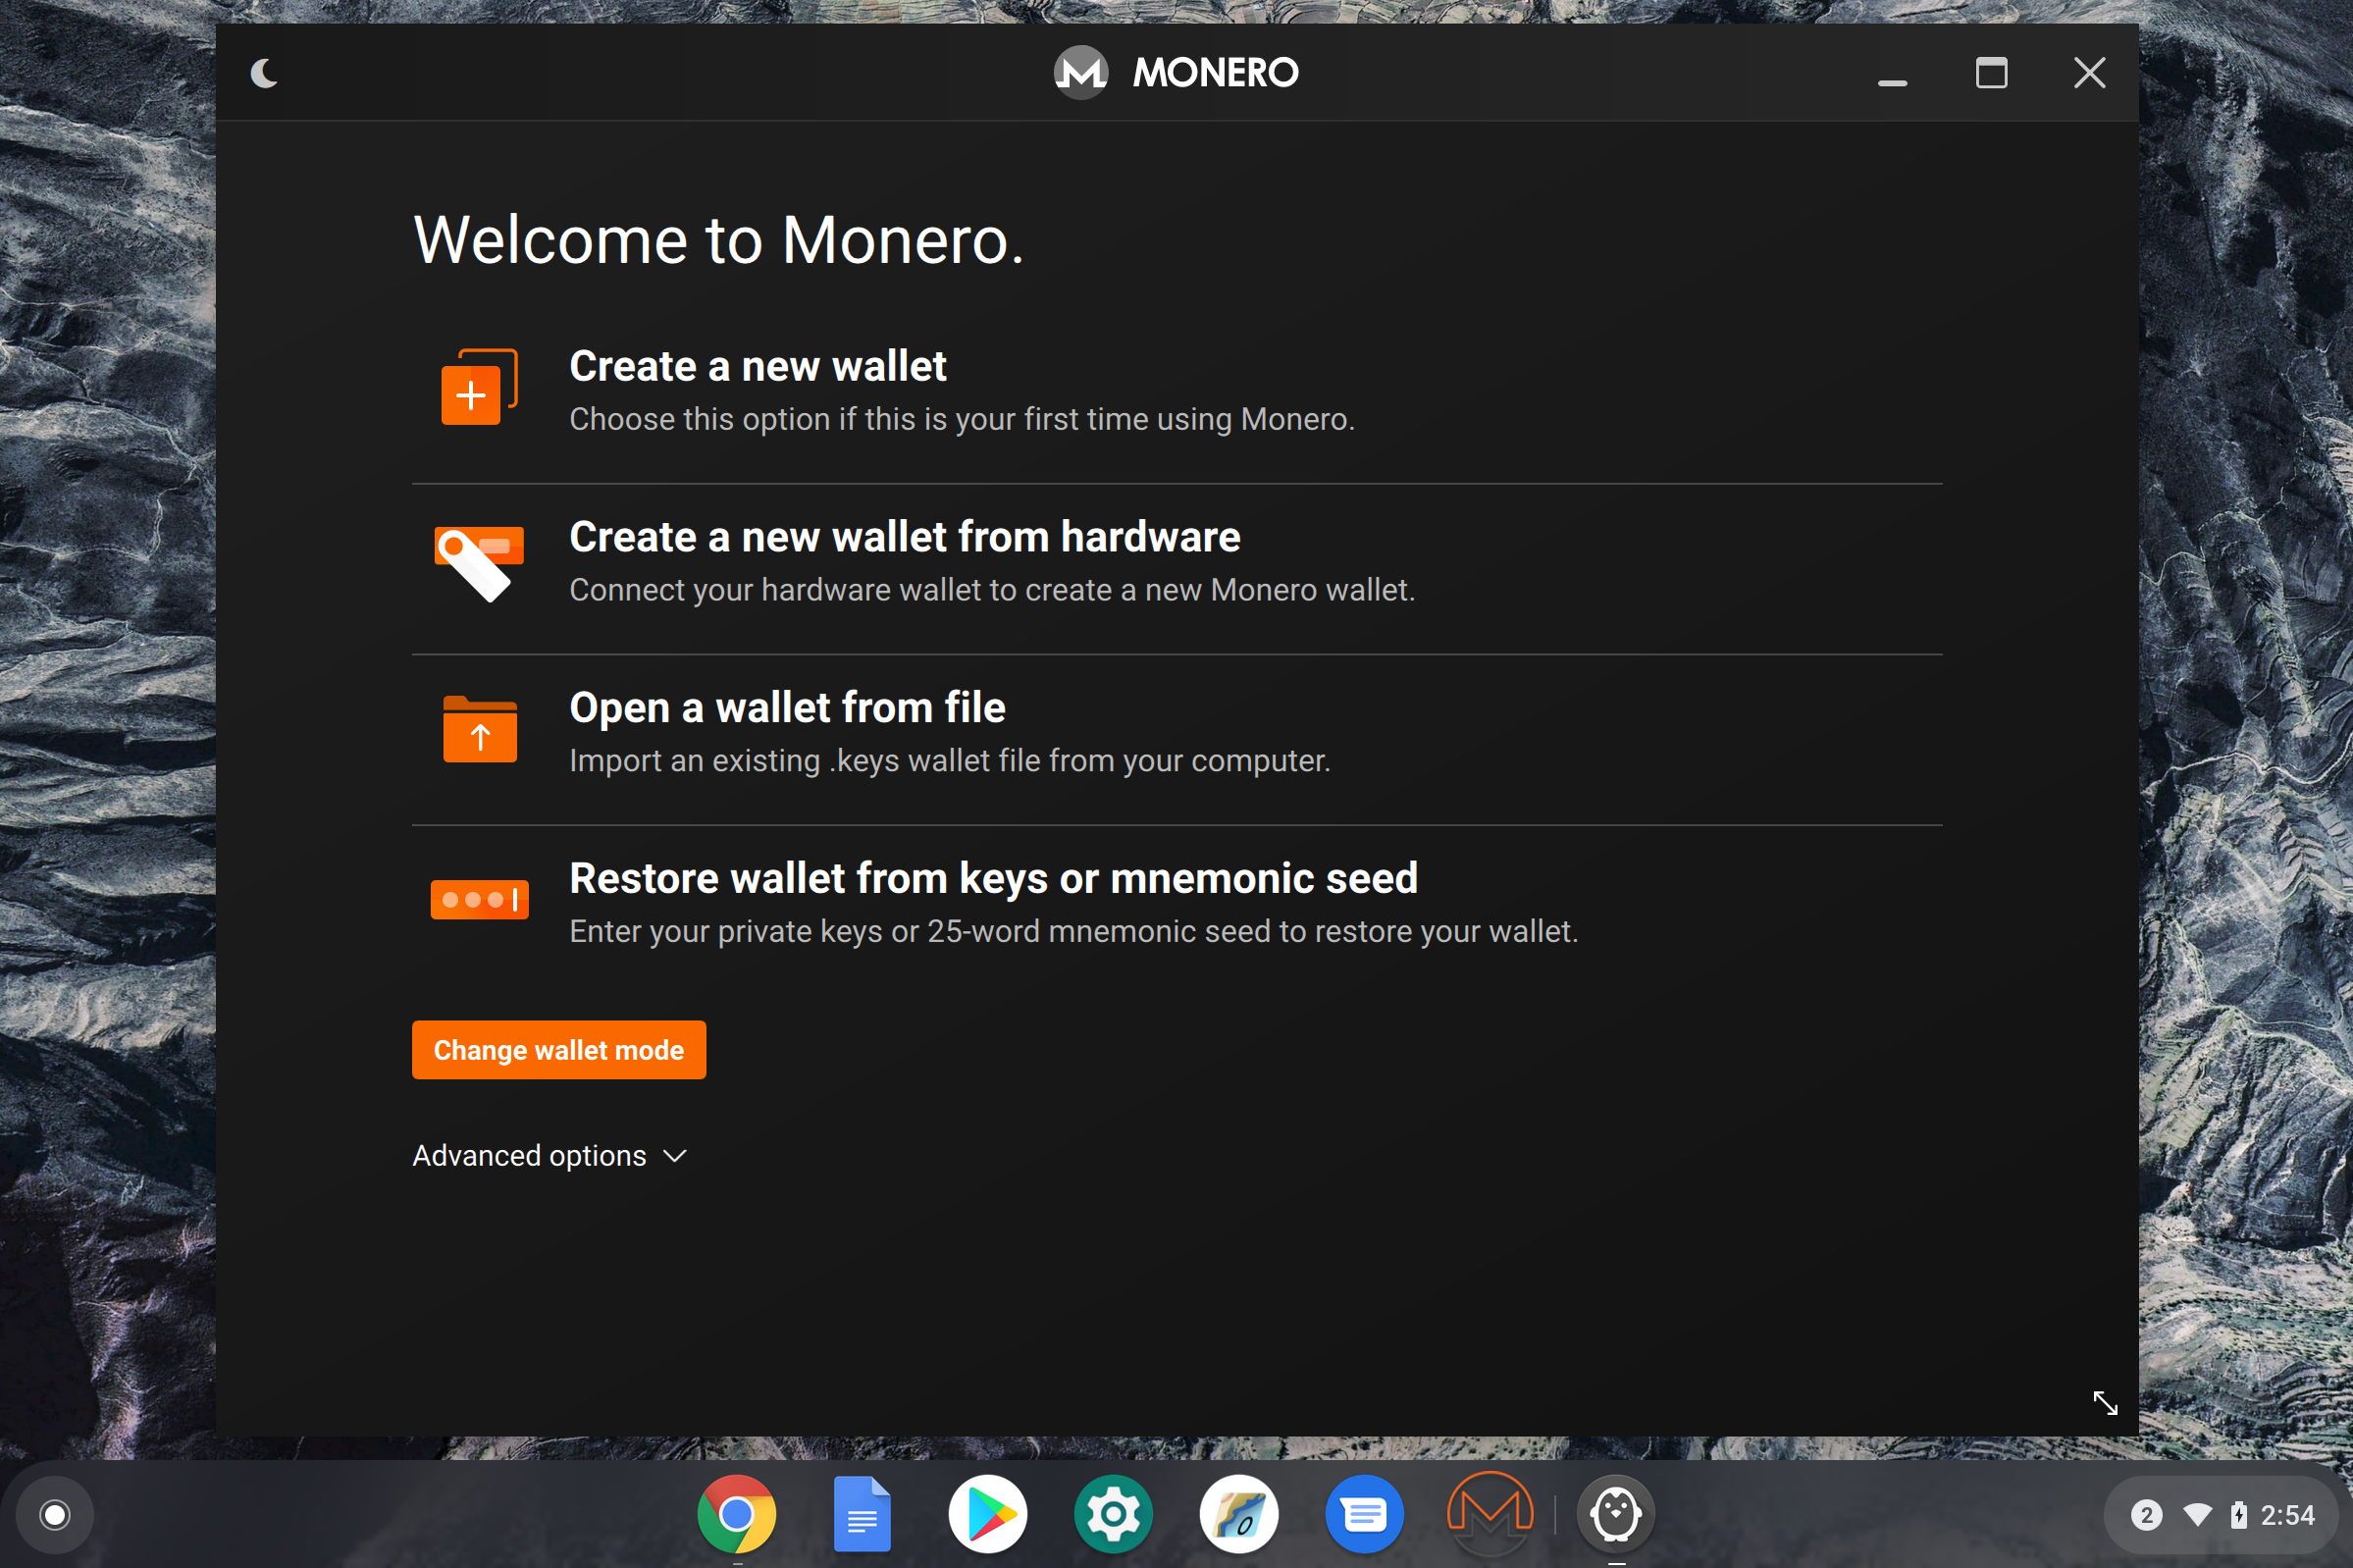 MONERO
Welcome to Monero.
Create a new wallet
Choose this option if this is your first time using Monero.
Create a new wallet from hardware
Connect your hardware wallet to create a new Monero wallet.
Open a wallet from file
Import an existing .keys wallet file from your computer.
Restore wallet from keys or mnemonic seed
Enter your private keys or 25-word mnemonic seed to restore your wallet.
Change wallet mode
Advanced options
2 2:54